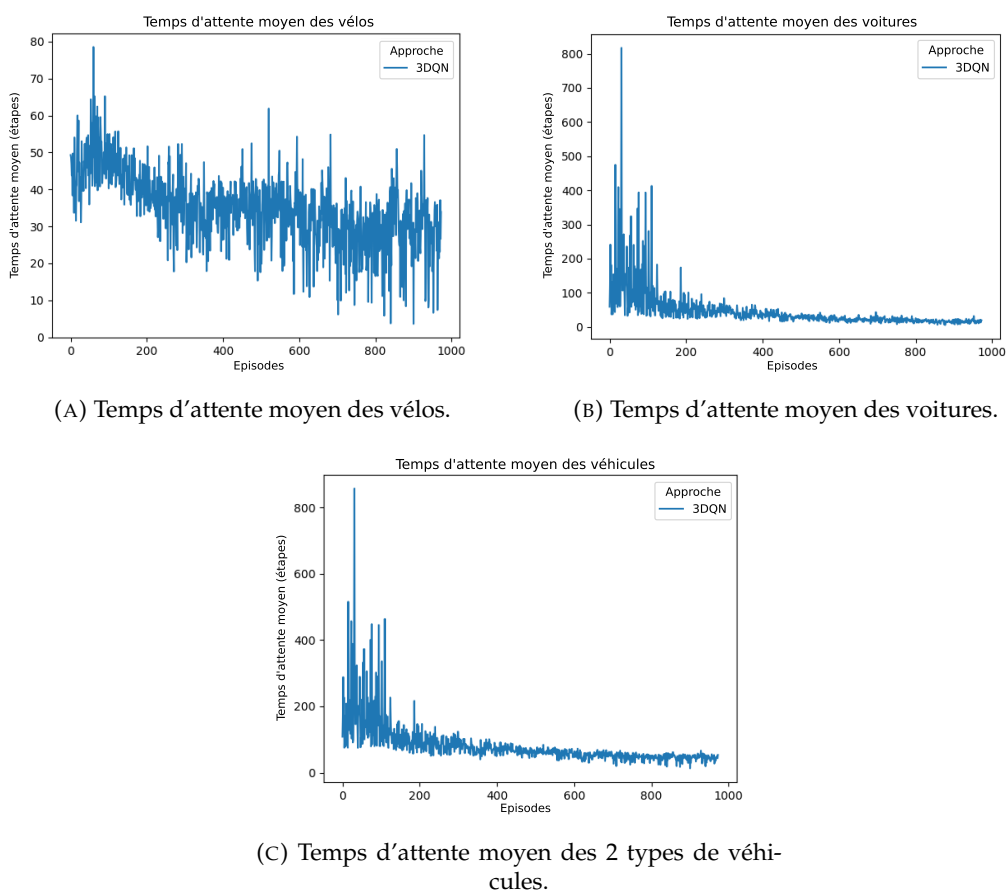 Temps d'attente moyen des vélos
Temps d'attente moyen (étapes)
80
70
60
50
40
30
20
10
0
Approche
3DQN
0 200 400 600 800 1000
Episodes
(A) Temps d'attente moyen des vélos.
Temps d'attente moyen des voitures
Temps d'attente moyen (étapes)
800
700
600
500
400
300
200
100
0
Approche
3DQN
0 200 400 600 800 1000
Episodes
(B) Temps d'attente moyen des voitures.
Temps d'attente moyen des véhicules
Temps d'attente moyen (étapes)
800
600
400
200
0
Approche
3DQN
0 200 400 600 800 1000
Episodes
(C) Temps d'attente moyen des 2 types de véhi-
cules.